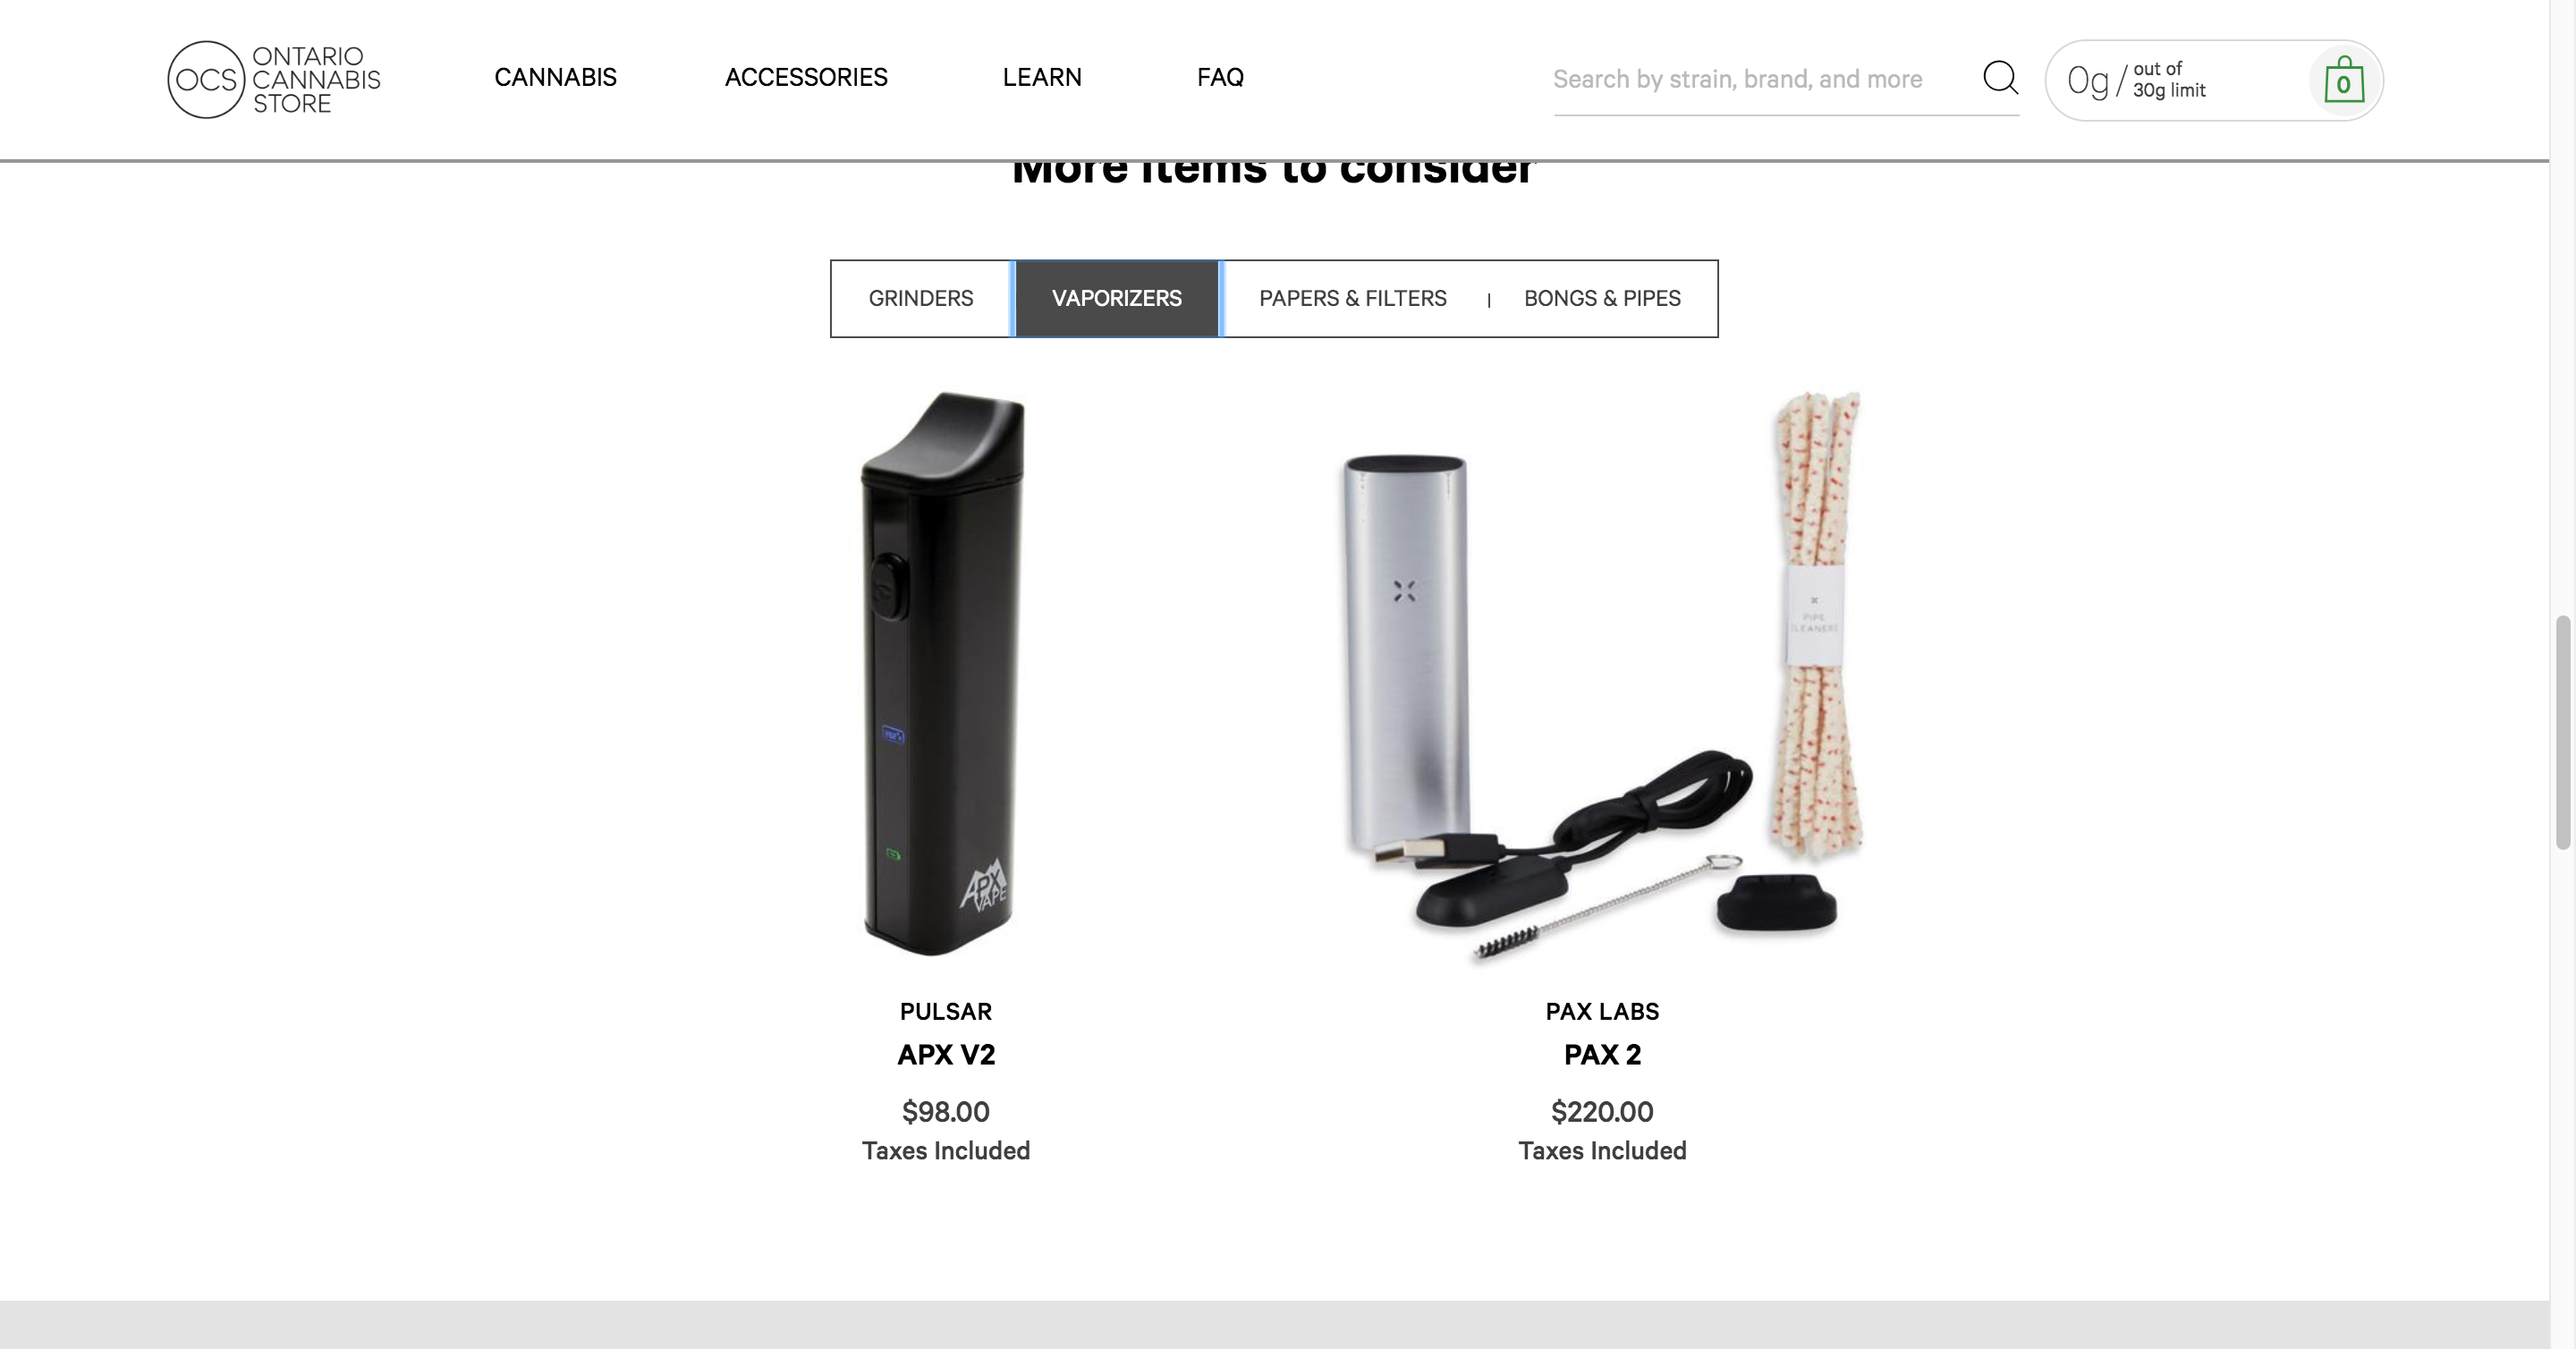 OCS
ONTARIO
CANNABIS
STORE
CANNABIS
ACCESSORIES
LEARN
FAQ
Search by strain, brand, and more
0g / out of
30g limit
0
More items to consider
GRINDERS
VAPORIZERS
PAPERS & FILTERS
BONGS & PIPES
APX
VAPE
PIPE
CLEANERS
PULSAR
APX V2
$98.00
Taxes Included
PAX LABS
PAX 2
$220.00
Taxes Included